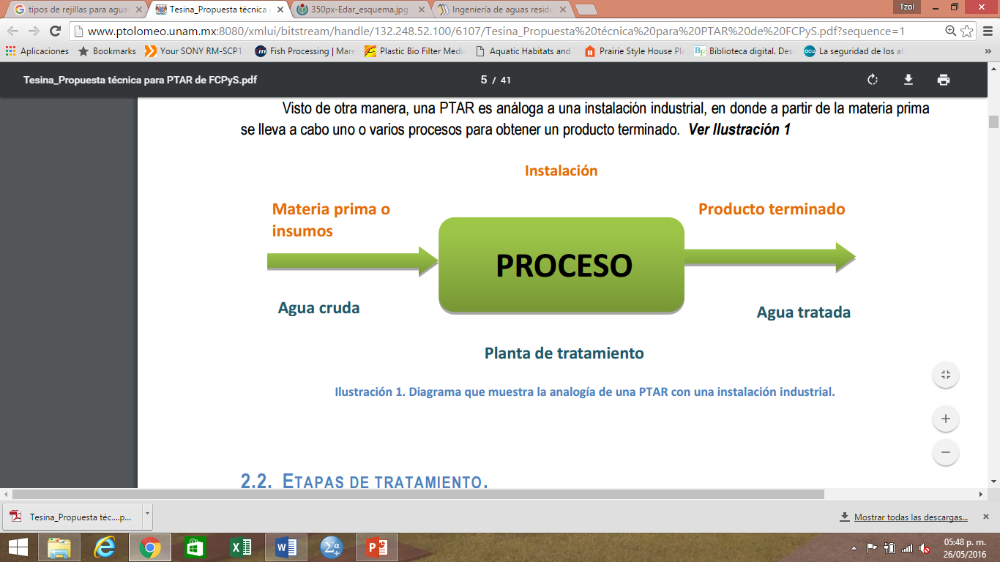 Tzol
tipos de rejillas para agua
Tesina_Propuesta técnica
350px-Edar_esquema.jpg
Ingeniería de aguas resid
www.ptolomeo.unam.mx:8080/xmlui/bitstream/handle/132.248.52.100/6107/Tesina_Propuesta%20técnica%20para%20PTAR%20de%20FCPyS.pdf?sequence=1
Aplicaciones
Bookmarks
Your SONY RM-SCP1
Fish Processing | Mare
Plastic Bio Filter Medi
Aquatic Habitats and
Prairie Style House Pla
Biblioteca digital. Des
La seguridad de los al
Tesina_Propuesta técnica para PTAR de FCPyS.pdf
5 / 41
Visto de otra manera, una PTAR es análoga a una instalación industrial, en donde a partir de la materia prima
se lleva a cabo uno o varios procesos para obtener un producto terminado. Ver Ilustración 1
Instalación
Materia prima o
insumos
Producto terminado
PROCESO
Agua cruda
Agua tratada
Planta de tratamiento
Ilustración 1. Diagrama que muestra la analogía de una PTAR con una instalación industrial.
2.2. ETAPAS DE TRATAMIENTO.
Tesina_Propuesta téc....p...
Mostrar todas las descargas...
05:48 p. m.
26/05/2016